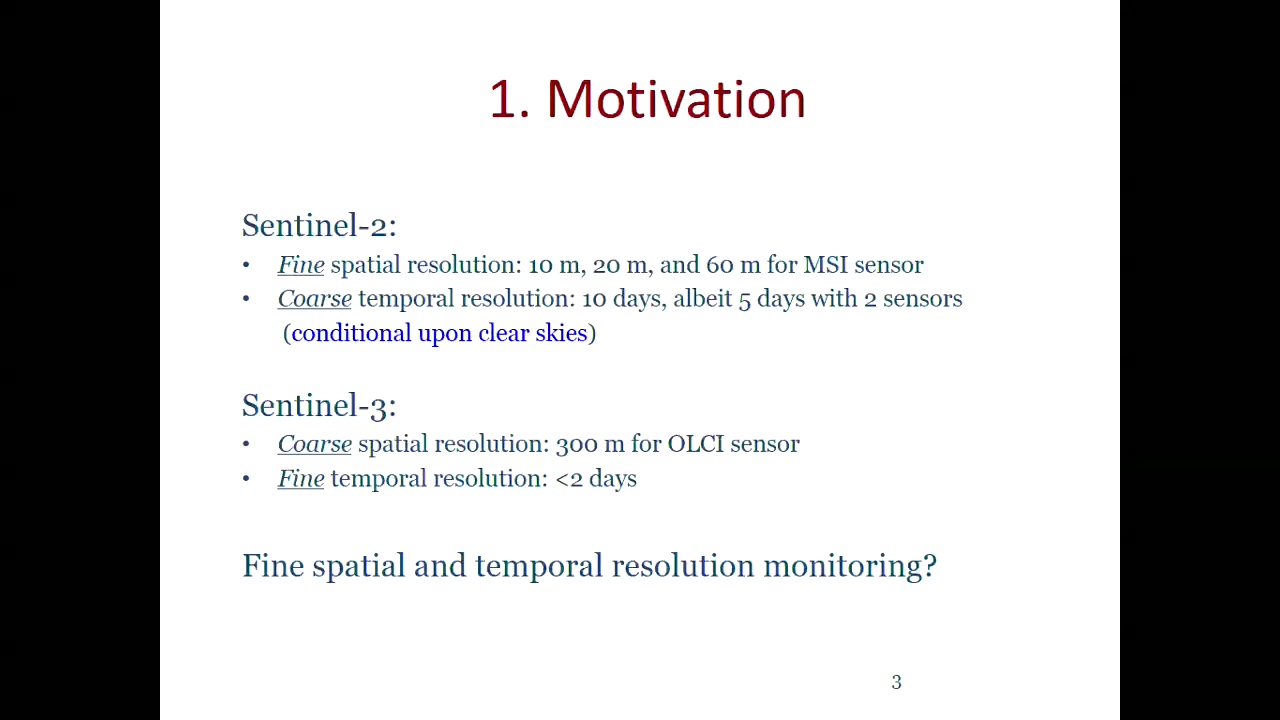 1. Motivation
Sentinel-2:
• Fine spatial resolution: 10 m, 20 m, and 60 m for MSI sensor
• Coarse temporal resolution: 10 days, albeit 5 days with 2 sensors
(conditional upon clear skies)
Sentinel-3:
• Coarse spatial resolution: 300 m for OLCI sensor
• Fine temporal resolution: <2 days
Fine spatial and temporal resolution monitoring?
3